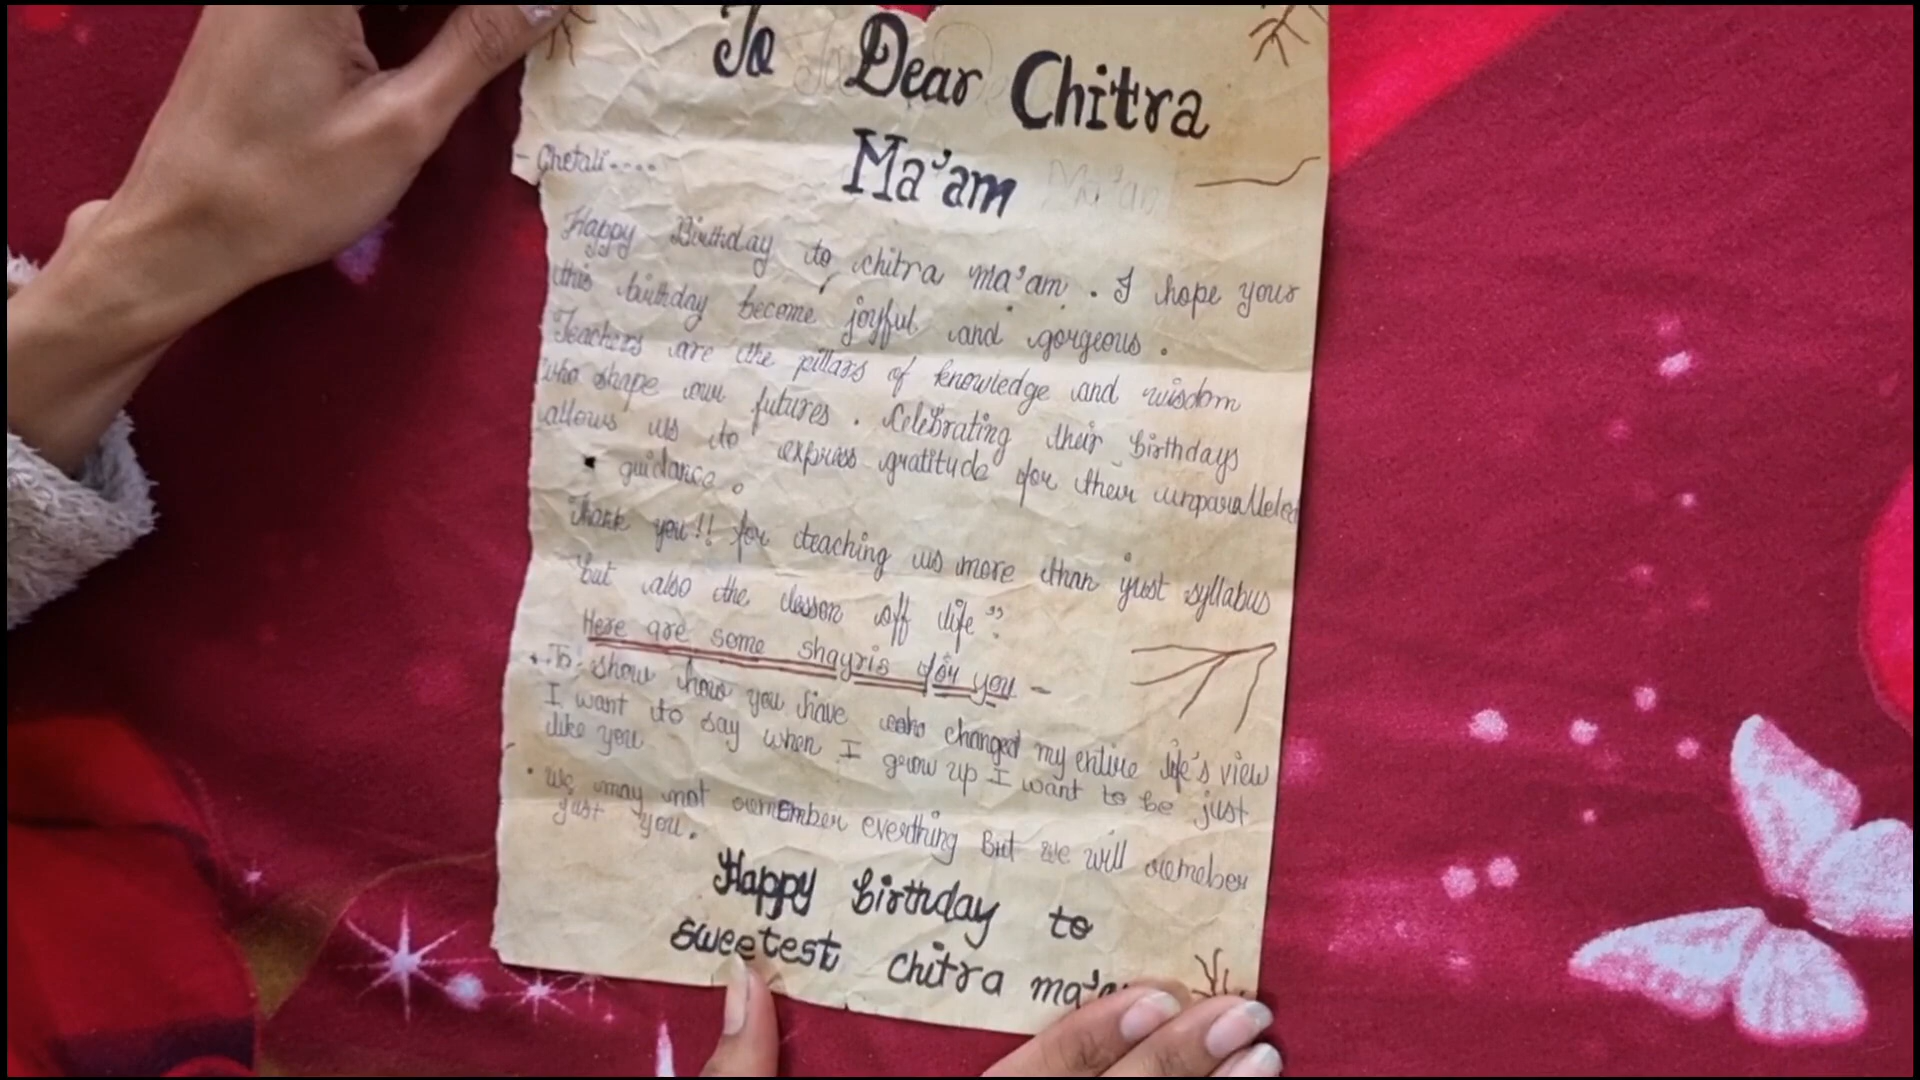 To Dear Chitra
Ma'am
- Chetali....
Happy Birthday to chitra ma'am. I hope your
this birthday become joyful and gorgeous.
Teachers are the pillars of knowledge and wisdom
who shape our futures. Celebrating their birthdays
allows us to express gratitude for their unparalleled
guidance.
Thank you!! for teaching us more than just syllabus
but also the lesson off life"
Here are some shayris for you -
To show how you have changed my entire life's view
I want to say when I grow up I want to be just
like you
• we may not remember everthing But we will remeber
just you.
Happy birthday to
sweetest chitra ma'a